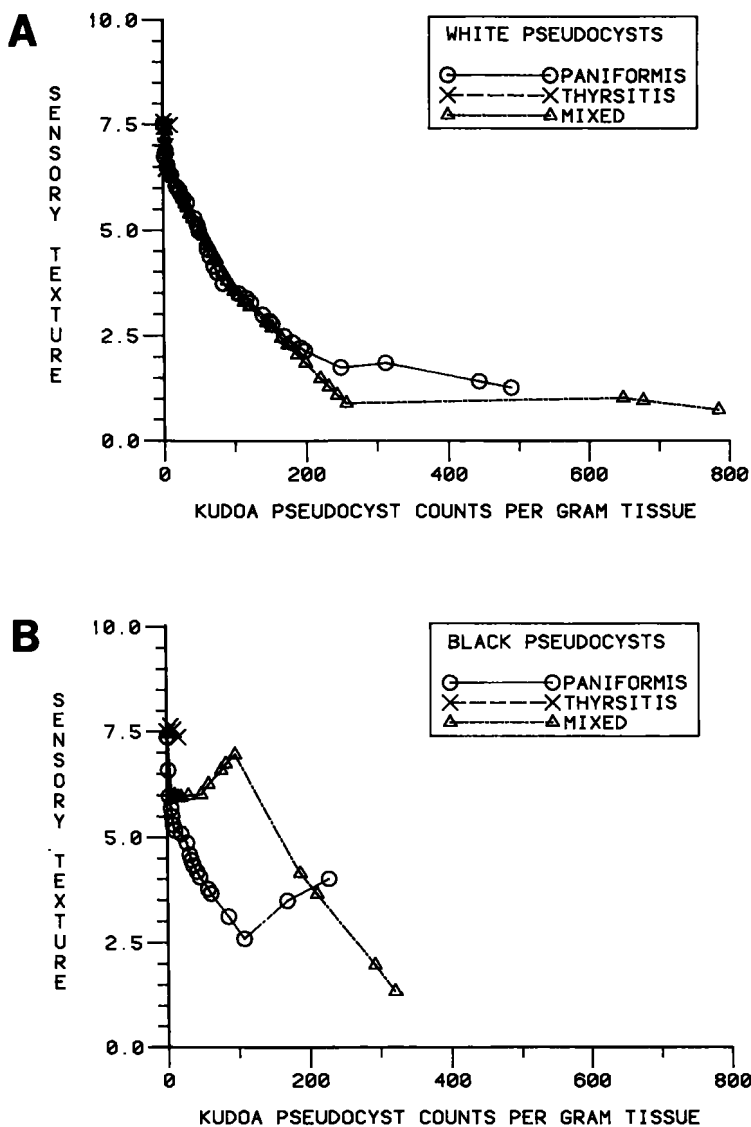 A
10.0
7.5
5.0
2.5
0.0
SENSORY TEXTURE
WHITE PSEUDOCYSTS
PANIFORMIS
THYRSITIS
MIXED
0 200 400 600 800
KUDOA PSEUDOCYST COUNTS PER GRAM TISSUE
B
10.0
7.5
5.0
2.5
0.0
SENSORY TEXTURE
BLACK PSEUDOCYSTS
PANIFORMIS
THYRSITIS
MIXED
0 200 400 600 800
KUDOA PSEUDOCYST COUNTS PER GRAM TISSUE